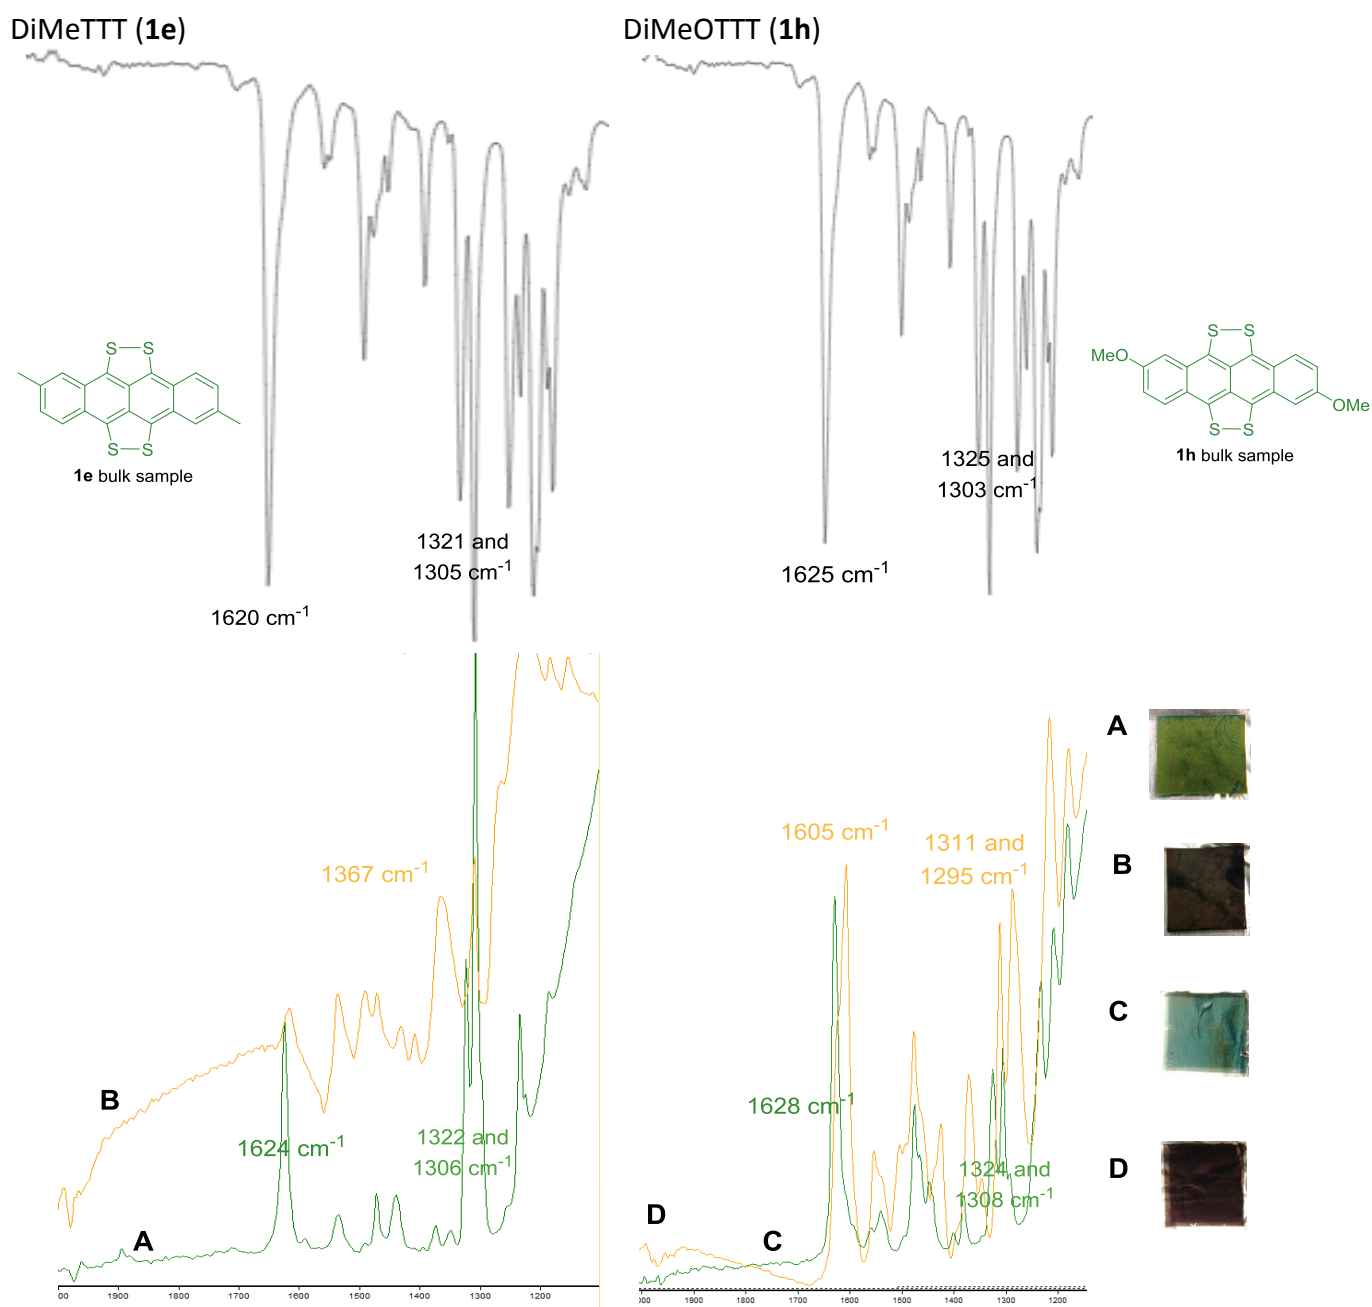 DiMeTTT (1e)
DiMeOTTT (1h)
S S
S S
1e bulk sample
1321 and
1305 cm-1
1620 cm-1
1325 and
1303 cm-1
1625 cm-1
S S
MeO
OMe
S S
1h bulk sample
1367 cm-1
B
1624 cm-1
1322 and
1306 cm-1
A
00 1900 1800 1700 1600 1500 1400 1300 1200
1605 cm-1
1311 and
1295 cm-1
1628 cm-1
1324 and
1308 cm-1
D
C
000 1900 1800 1700 1600 1500 1400 1300 1200
A
B
C
D